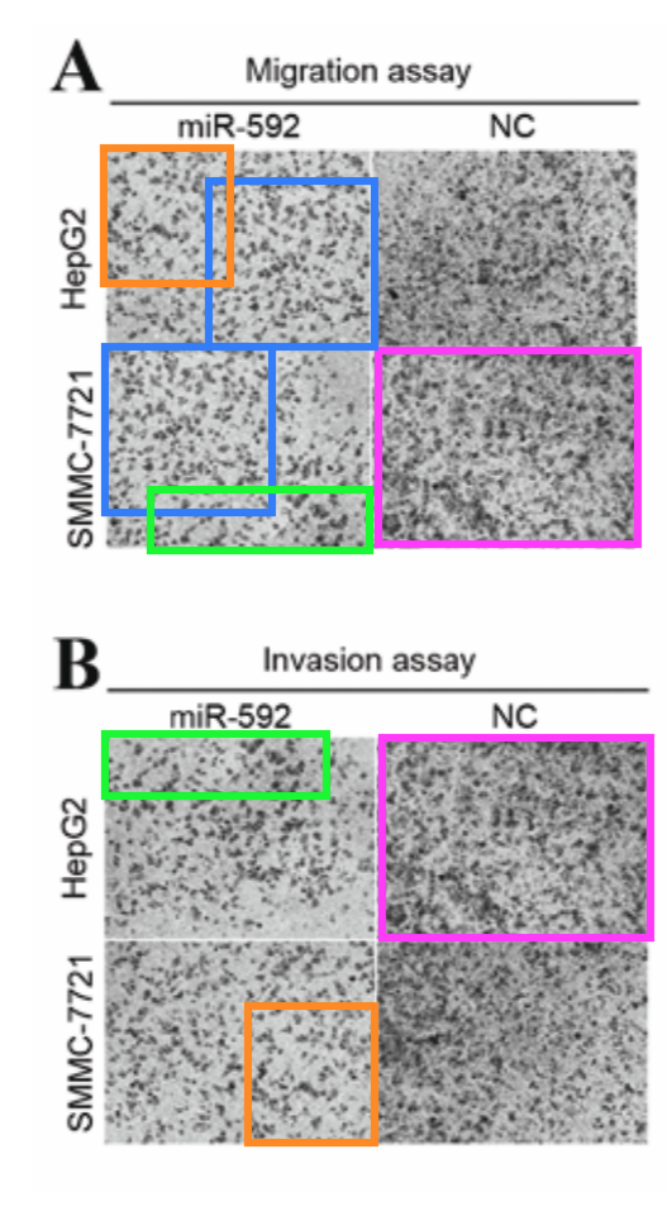 A
Migration assay
miR-592 NC
HepG2
SMMC-7721
B
Invasion assay
miR-592 NC
HepG2
SMMC-7721